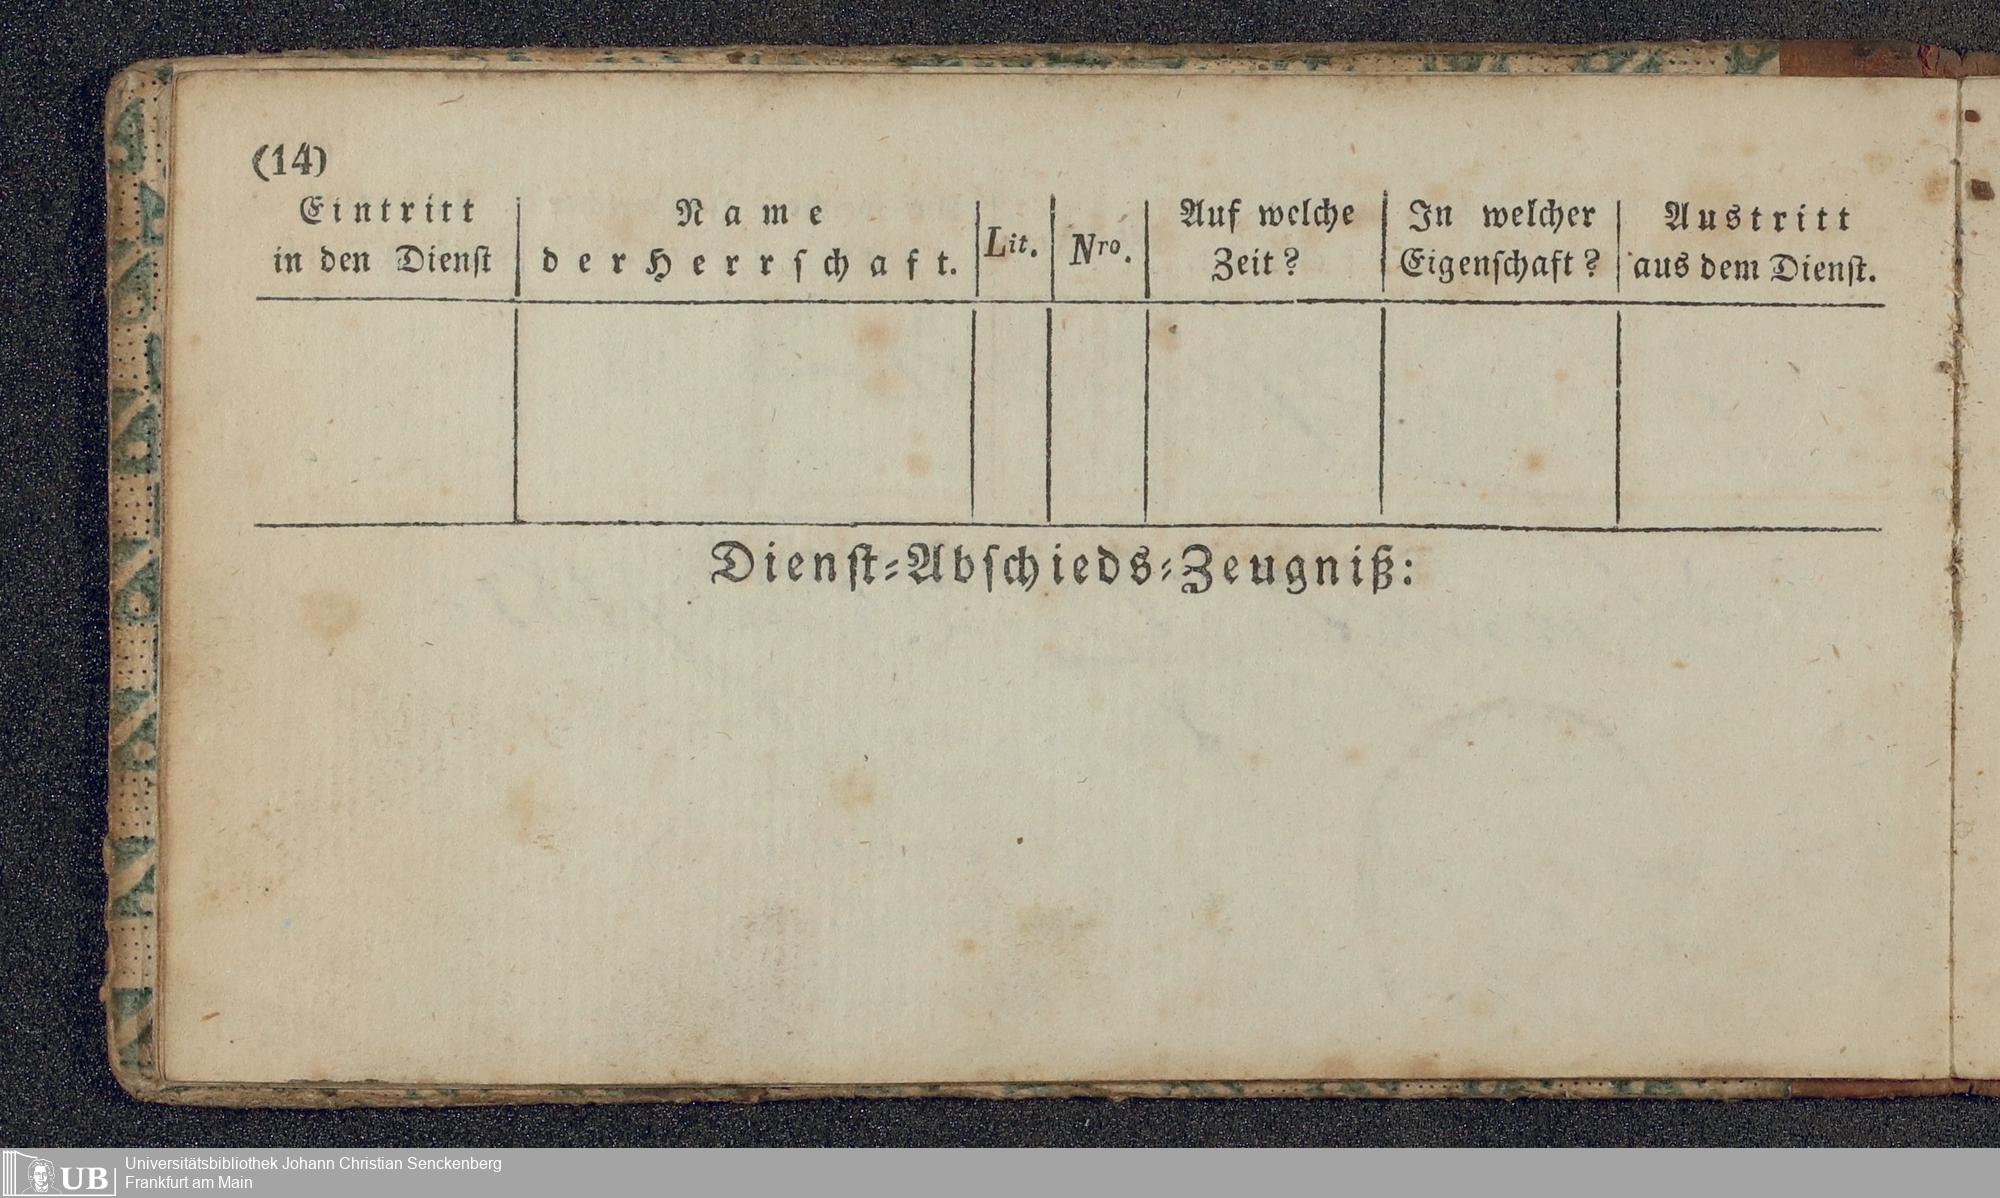 (14)
Eintritt in den Dienst
Name der Herrschaft.
Lit.
Nro.
Auf welche Zeit?
In welcher Eigenschaft?
Austritt aus dem Dienst.
Dienst-Abschieds-Zeugniß:
UB
Universitätsbibliothek Johann Christian Senckenberg
Frankfurt am Main